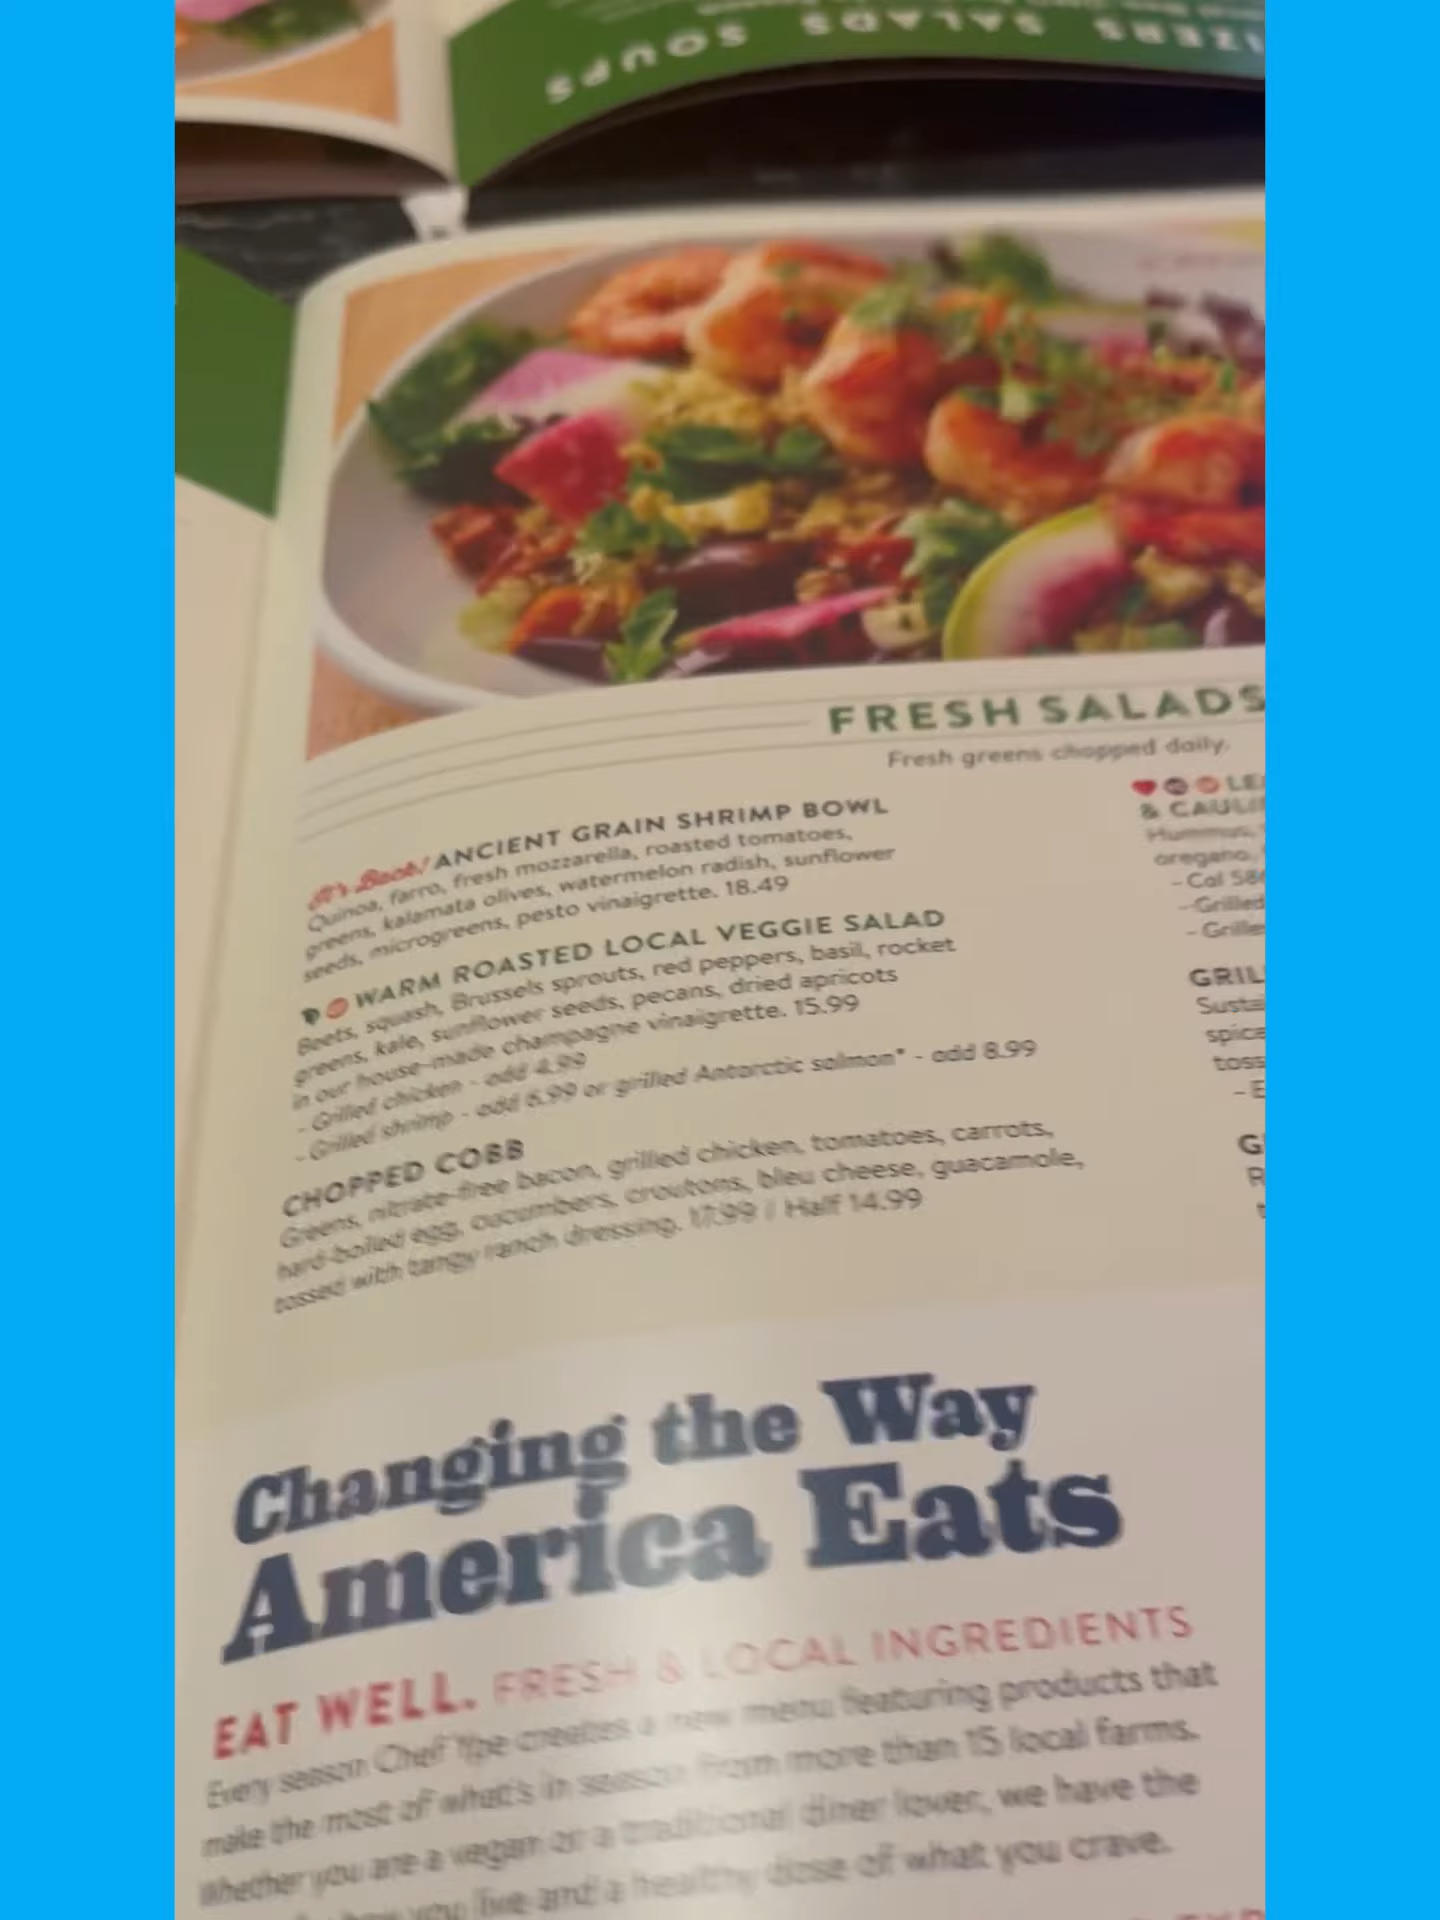 SOUPS SALADS
FRESH SALADS
Fresh greens chopped daily.
It's Back! ANCIENT GRAIN SHRIMP BOWL
Quinoa, farro, fresh mozzarella, roasted tomatoes,
greens, kalamata olives, watermelon radish, sunflower
seeds, microgreens, pesto vinaigrette. 18.49
WARM ROASTED LOCAL VEGGIE SALAD
Beets, squash, Brussels sprouts, red peppers, basil, rocket
greens, kale, sunflower seeds, pecans, dried apricots
in our house-made champagne vinaigrette. 15.99
- Grilled chicken - add 4.99
- Grilled shrimp - add 6.99 or grilled Antarctic salmon* - add 8.99
CHOPPED COBB
Greens, nitrate-free bacon, grilled chicken, tomatoes, carrots,
hard-boiled egg, cucumbers, croutons, bleu cheese, guacamole,
tossed with tangy ranch dressing. 17.99 / Half 14.99
& CAULI
Hummus,
oregano,
- Cal 586
- Grilled
- Grille
GRIL
Sustai
spice
toss
Changing the Way
America Eats
EAT WELL. FRESH & LOCAL INGREDIENTS
Every season Chef Ype creates a new menu featuring products that
make the most of what's in season from more than 15 local farms.
Whether you are a vegan or a traditional diner lover, we have the
how you live and a healthy dose of what you crave.